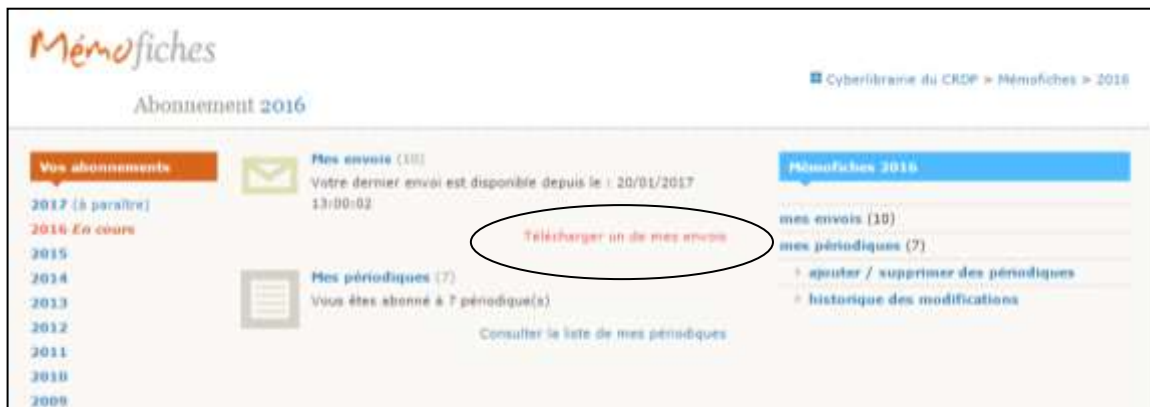 Mémofiches
Abonnement 2016
Cyberlibrairie du CRDP > Mémofiches > 2016
Vos abonnements
2017 (à paraître)
2016 En cours
2015
2014
2013
2012
2011
2010
2009
Mes envois (10)
Votre dernier envoi est disponible depuis le : 20/01/2017
13:00:02
Télécharger un de mes envois
Mes périodiques (7)
Vous êtes abonné à 7 périodique(s)
Consulter la liste de mes périodiques
Mémofiches 2016
mes envois (10)
mes périodiques (7)
ajouter / supprimer des périodiques
historique des modifications